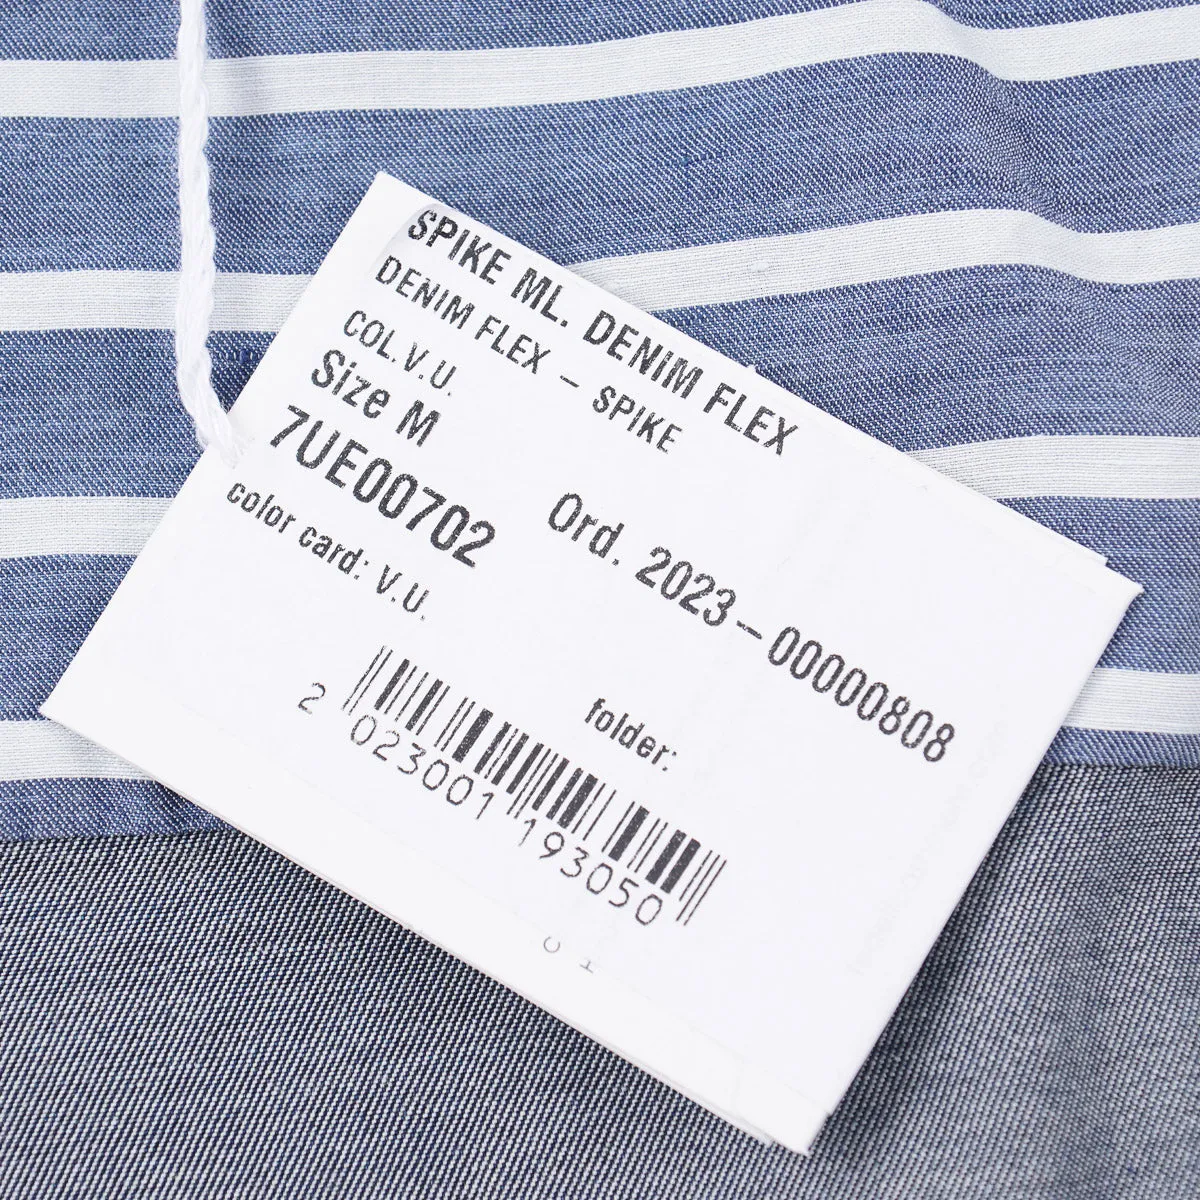 SPIKE ML. DENIM FLEX
DENIM FLEX – SPIKE
COL.V.U.
Size M
7UE00702 Ord. 2023–00000808
color card: V.U.
folder:
2 023001 193050